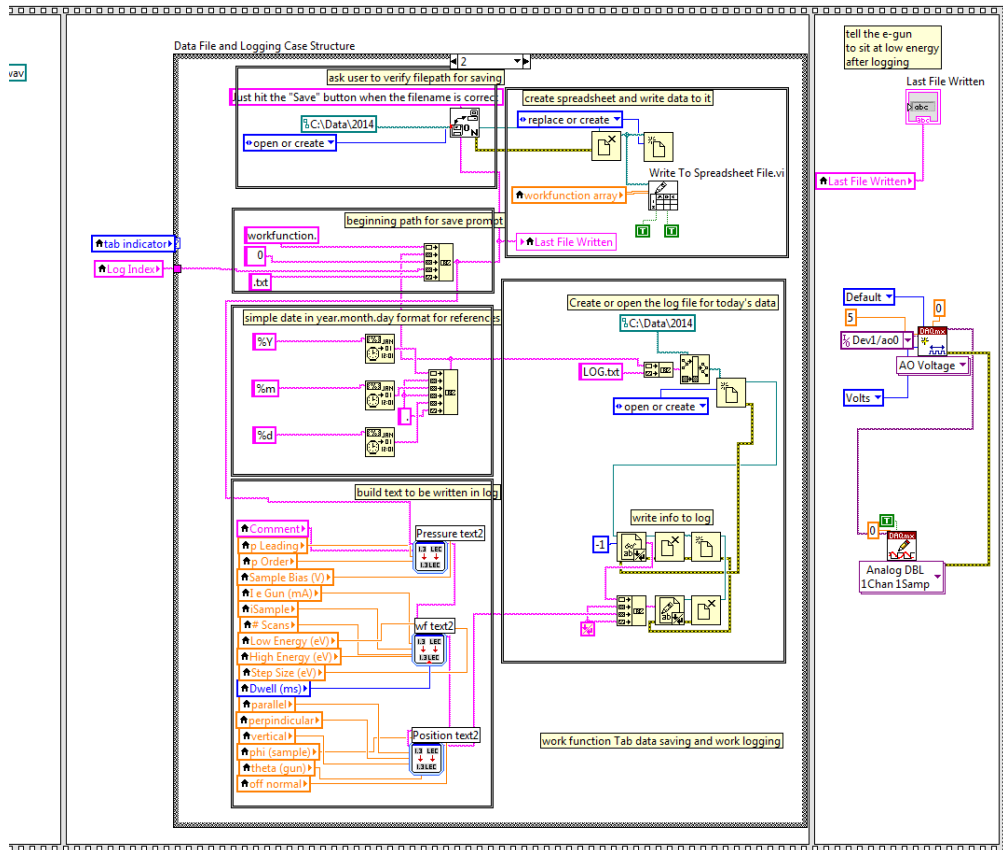 wav
Data File and Logging Case Structure
2
ask user to verify filepath for saving
Just hit the "Save" button when the filename is correct.
C:\Data\2014
open or create
create spreadsheet and write data to it
replace or create
Write To Spreadsheet File.vi
workfunction array
T
T
beginning path for save prompt
workfunction.
0
.txt
Last File Written
tab indicator
Log Index
simple date in year.month.day format for references
%Y
%m
%d
.
Create or open the log file for today's data
C:\Data\2014
LOG.txt
open or create
write info to log
-1
build text to be written in log
Comment
p Leading
p Order
Sample Bias (V)
I e Gun (mA)
iSample
# Scans
Low Energy (eV)
High Energy (eV)
Step Size (eV)
Dwell (ms)
parallel
perpindicular
vertical
phi (sample)
theta (gun)
off normal
Pressure text2
wf text2
Position text2
work function Tab data saving and work logging
tell the e-gun
to sit at low energy
after logging
Last File Written
abc
abc
Last File Written
Default
5
0
Dev1/ao0
DAQmx
AO Voltage
Volts
T
0
DAQmx
Analog DBL
1Chan 1Samp